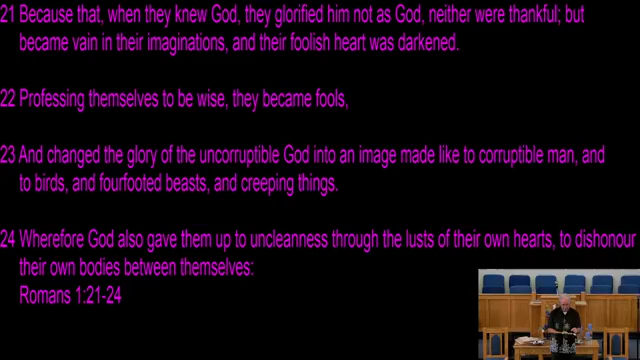 21 Because that, when they knew God, they glorified him not as God, neither were thankful; but
became vain in their imaginations, and their foolish heart was darkened.
22 Professing themselves to be wise, they became fools,
23 And changed the glory of the uncorruptible God into an image made like to corruptible man, and
to birds, and fourfooted beasts, and creeping things.
24 Wherefore God also gave them up to uncleanness through the lusts of their own hearts, to dishonour
their own bodies between themselves:
Romans 1:21-24